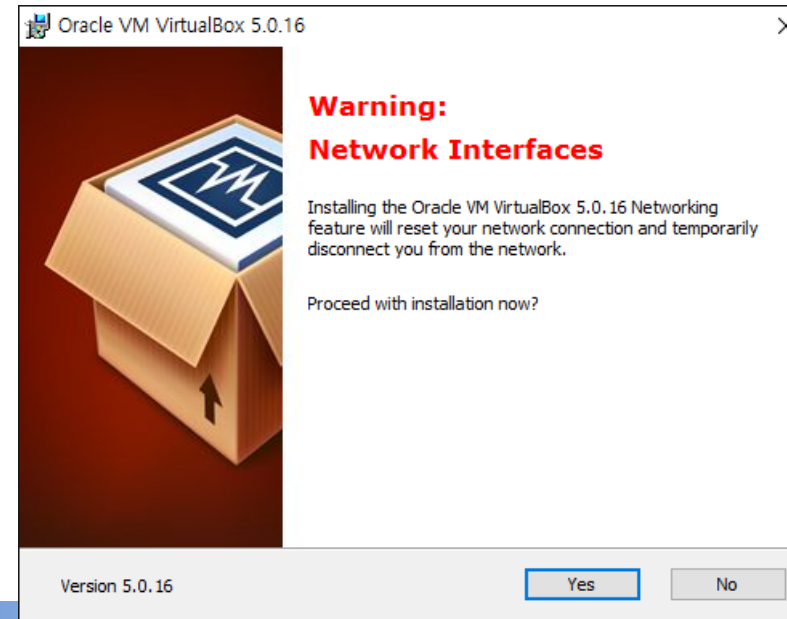 Oracle VM VirtualBox 5.0.16
Warning:
Network Interfaces
Installing the Oracle VM VirtualBox 5.0.16 Networking
feature will reset your network connection and temporarily
disconnect you from the network.
Proceed with installation now?
Version 5.0.16
Yes
No